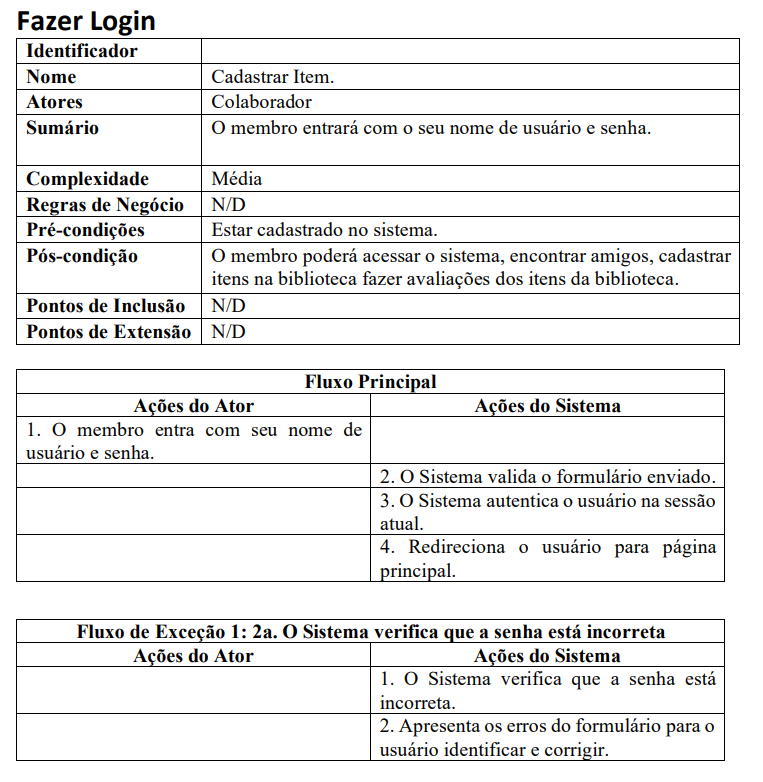 Fazer Login
Identificador
Nome Cadastrar Item.
Atores Colaborador
Sumário O membro entrará com o seu nome de usuário e senha.
Complexidade Média
Regras de Negócio N/D
Pré-condições Estar cadastrado no sistema.
Pós-condição O membro poderá acessar o sistema, encontrar amigos, cadastrar
itens na biblioteca fazer avaliações dos itens da biblioteca.
Pontos de Inclusão N/D
Pontos de Extensão N/D
Fluxo Principal
Ações do Ator Ações do Sistema
1. O membro entra com seu nome de
usuário e senha.
2. O Sistema valida o formulário enviado.
3. O Sistema autentica o usuário na sessão
atual.
4. Redireciona o usuário para página
principal.
Fluxo de Exceção 1: 2a. O Sistema verifica que a senha está incorreta
Ações do Ator Ações do Sistema
1. O Sistema verifica que a senha está
incorreta.
2. Apresenta os erros do formulário para o
usuário identificar e corrigir.